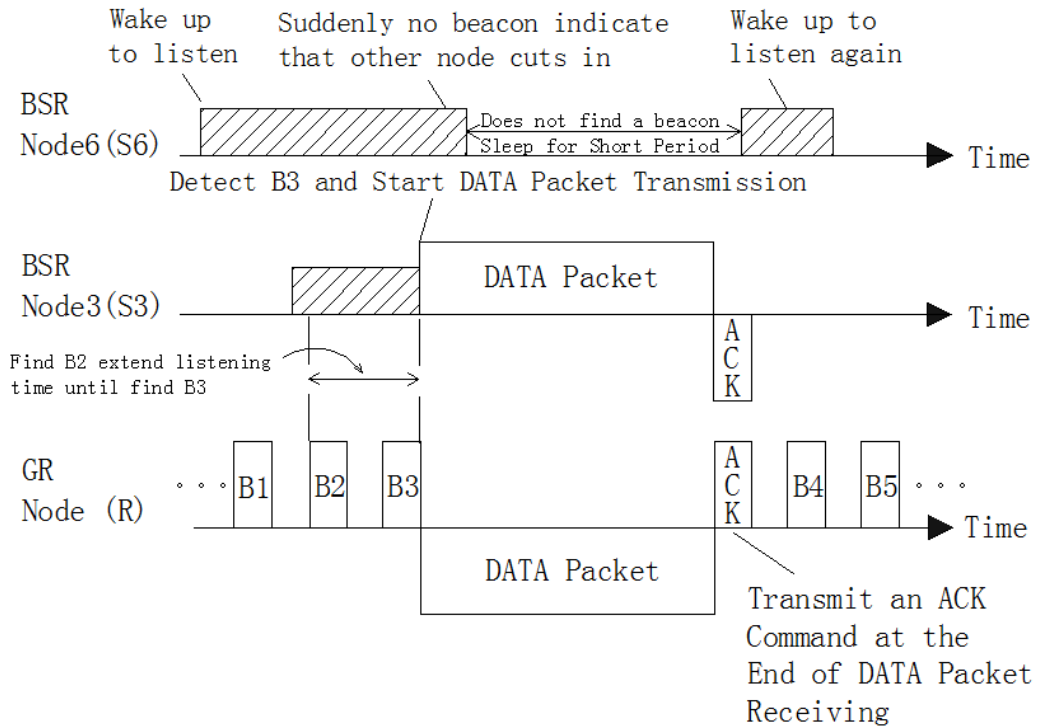 Wake up
to listen
Suddenly no beacon indicate
that other node cuts in
Wake up to
listen again
BSR
Node6(S6)
Does not find a beacon
Sleep for Short Period
Time
Detect B3 and Start DATA Packet Transmission
BSR
Node3(S3)
DATA Packet
Time
ACK
Find B2 extend listening
time until find B3
GR
Node (R)
B1
B2
B3
ACK
B4
B5
Time
DATA Packet
Transmit an ACK
Command at the
End of DATA Packet
Receiving